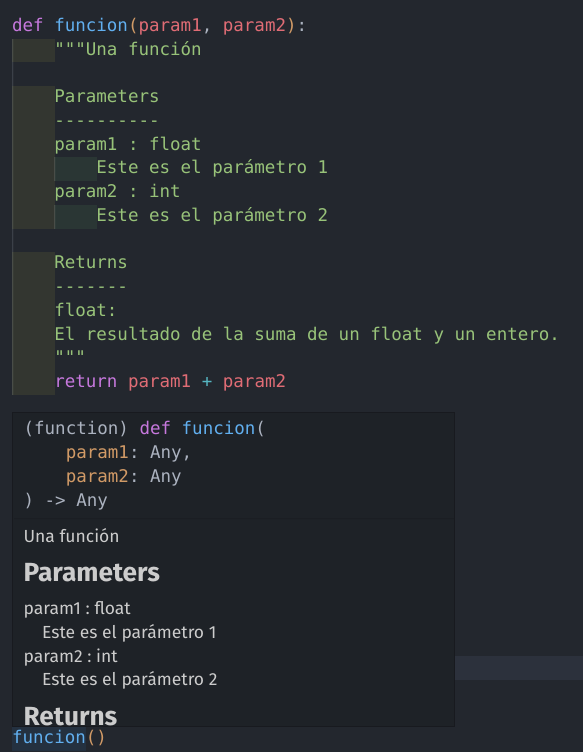 def funcion(param1, param2):
"""Una función
Parameters
----------
param1 : float
Este es el parámetro 1
param2 : int
Este es el parámetro 2
Returns
-------
float:
El resultado de la suma de un float y un entero.
"""
return param1 + param2
(function) def funcion(
param1: Any,
param2: Any
) -> Any
Una función
Parameters
param1 : float
Este es el parámetro 1
param2 : int
Este es el parámetro 2
Returns
funcion()